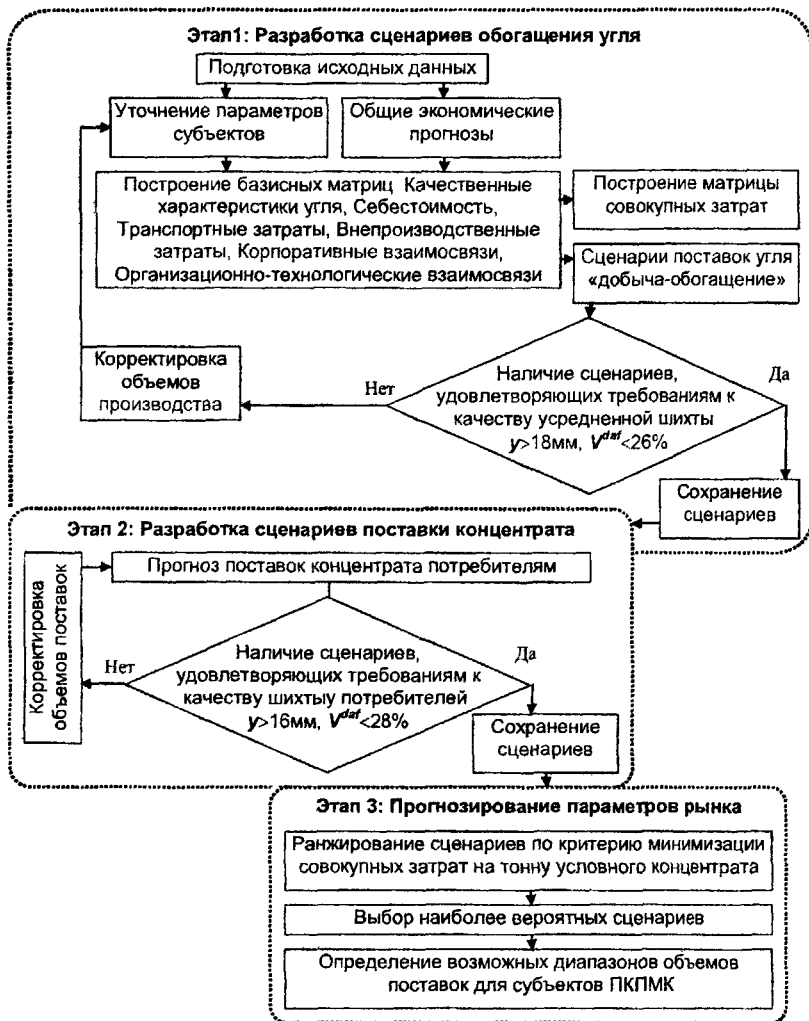 Этап1: Разработка сценариев обогащения угля
Подготовка исходных данных
Уточнение параметров
субъектов
Общие экономические
прогнозы
Построение базисных матриц Качественные
характеристики угля, Себестоимость,
Транспортные затраты, Внепроизводственные
затраты, Корпоративные взаимосвязи,
Организационно-технологические взаимосвязи
Построение матрицы
совокупных затрат
Сценарии поставок угля
«добыча-обогащение»
Корректировка
объемов
производства
Нет
Наличие сценариев,
удовлетворяющих требованиям к
качеству усредненной шихты
y>18мм, V^daf<26%
Да
Сохранение
сценариев
Этап 2: Разработка сценариев поставки концентрата
Прогноз поставок концентрата потребителям
Корректировка
объемов поставок
Нет
Наличие сценариев,
удовлетворяющих требованиям к
качеству шихтыу потребителей
y>16мм, V^daf<28%
Да
Сохранение
сценариев
Этап 3: Прогнозирование параметров рынка
Ранжирование сценариев по критерию минимизации
совокупных затрат на тонну условного концентрата
Выбор наиболее вероятных сценариев
Определение возможных диапазонов объемов
поставок для субъектов ПКПМК